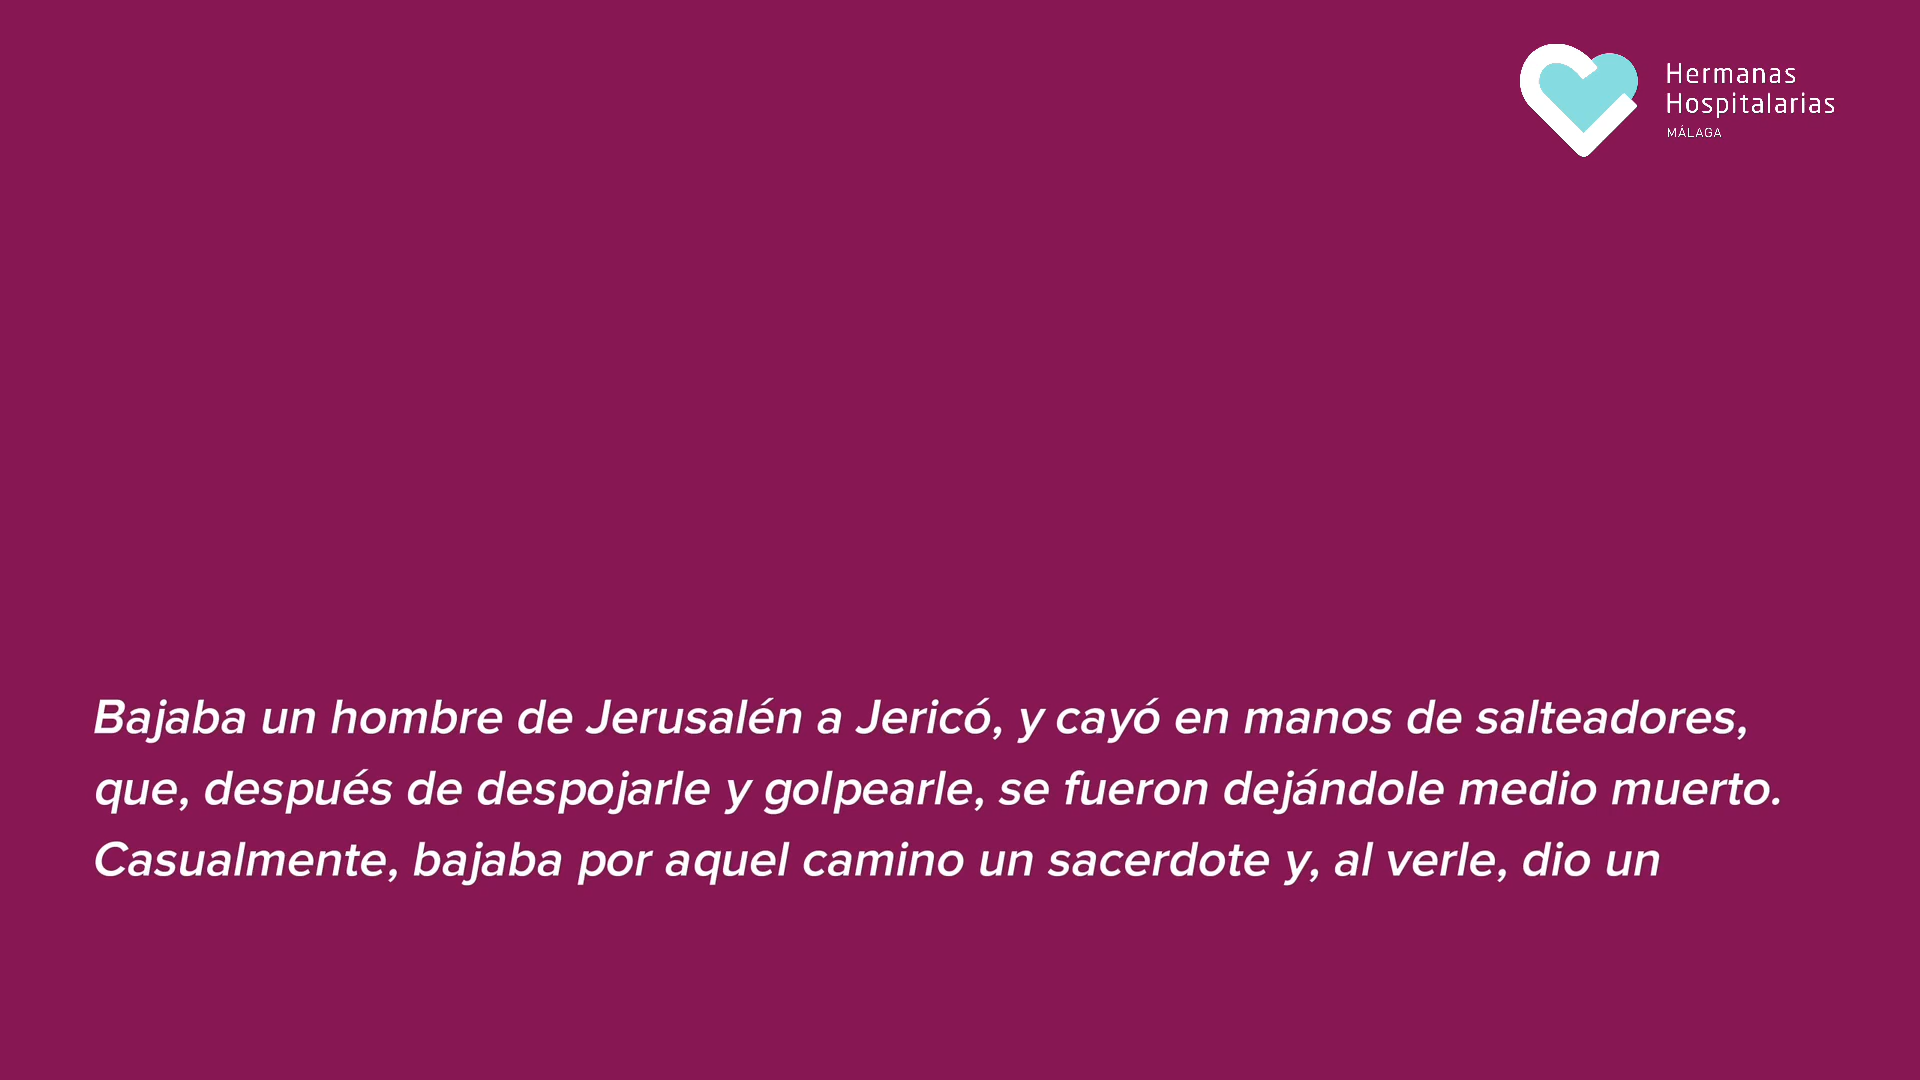 Hermanas
Hospitalarias
MÁLAGA
Bajaba un hombre de Jerusalén a Jericó, y cayó en manos de salteadores,
que, después de despojarle y golpearle, se fueron dejándole medio muerto.
Casualmente, bajaba por aquel camino un sacerdote y, al verle, dio un